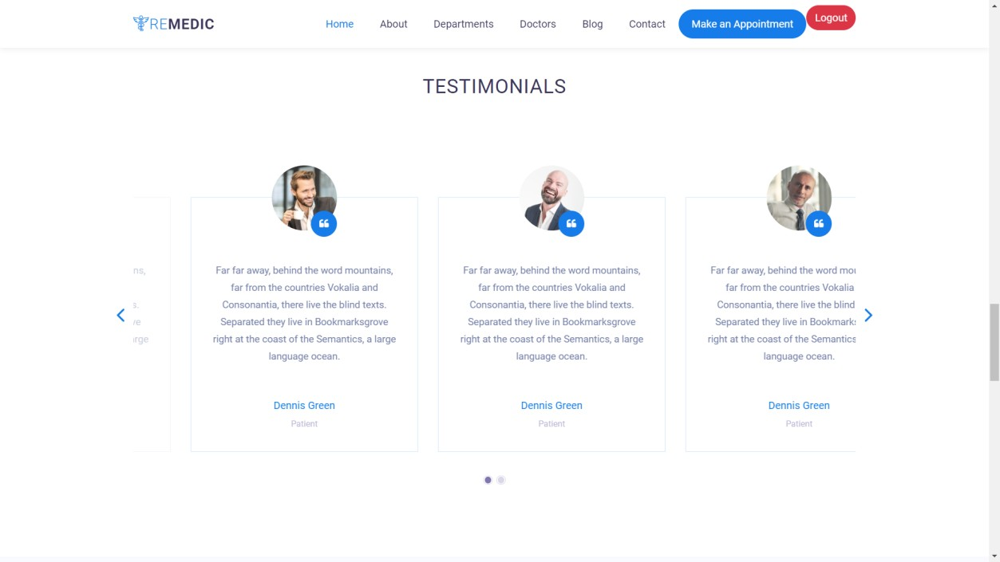 REMEDIC
Home About Departments Doctors Blog Contact Make an Appointment Logout
TESTIMONIALS
ns,
s.
ve
rge
Far far away, behind the word mountains,
far from the countries Vokalia and
Consonantia, there live the blind texts.
Separated they live in Bookmarksgrove
right at the coast of the Semantics, a large
language ocean.
Dennis Green
Patient
Far far away, behind the word mountains,
far from the countries Vokalia and
Consonantia, there live the blind texts.
Separated they live in Bookmarksgrove
right at the coast of the Semantics, a large
language ocean.
Dennis Green
Patient
Far far away, behind the word mou
far from the countries Vokalia
Consonantia, there live the blind
Separated they live in Bookmarks
right at the coast of the Semantics
language ocean.
Dennis Green
Patient